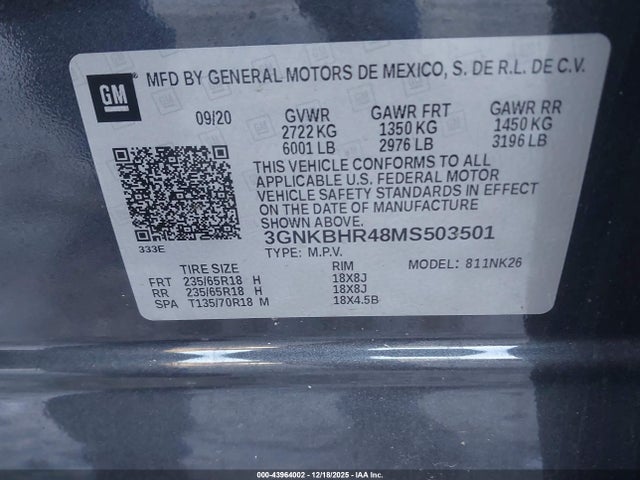 GM
MFD BY GENERAL MOTORS DE MEXICO, S. DE R.L. DE C.V.
09/20 GVWR GAWR FRT GAWR RR
2722 KG 1350 KG 1450 KG
6001 LB 2976 LB 3196 LB
THIS VEHICLE CONFORMS TO ALL
APPLICABLE U.S. FEDERAL MOTOR
VEHICLE SAFETY STANDARDS IN EFFECT
ON THE DATE OF MANUFACTURE
SHOWN ABOVE.
333E 3GNKBHR48MS503501
TYPE: M.P.V. MODEL: 811NK26
TIRE SIZE RIM
FRT 235/65R18 H 18X8J
RR 235/65R18 H 18X8J
SPA T135/70R18 M 18X4.5B
000-43964002 - 12/18/2025 - IAA Inc.